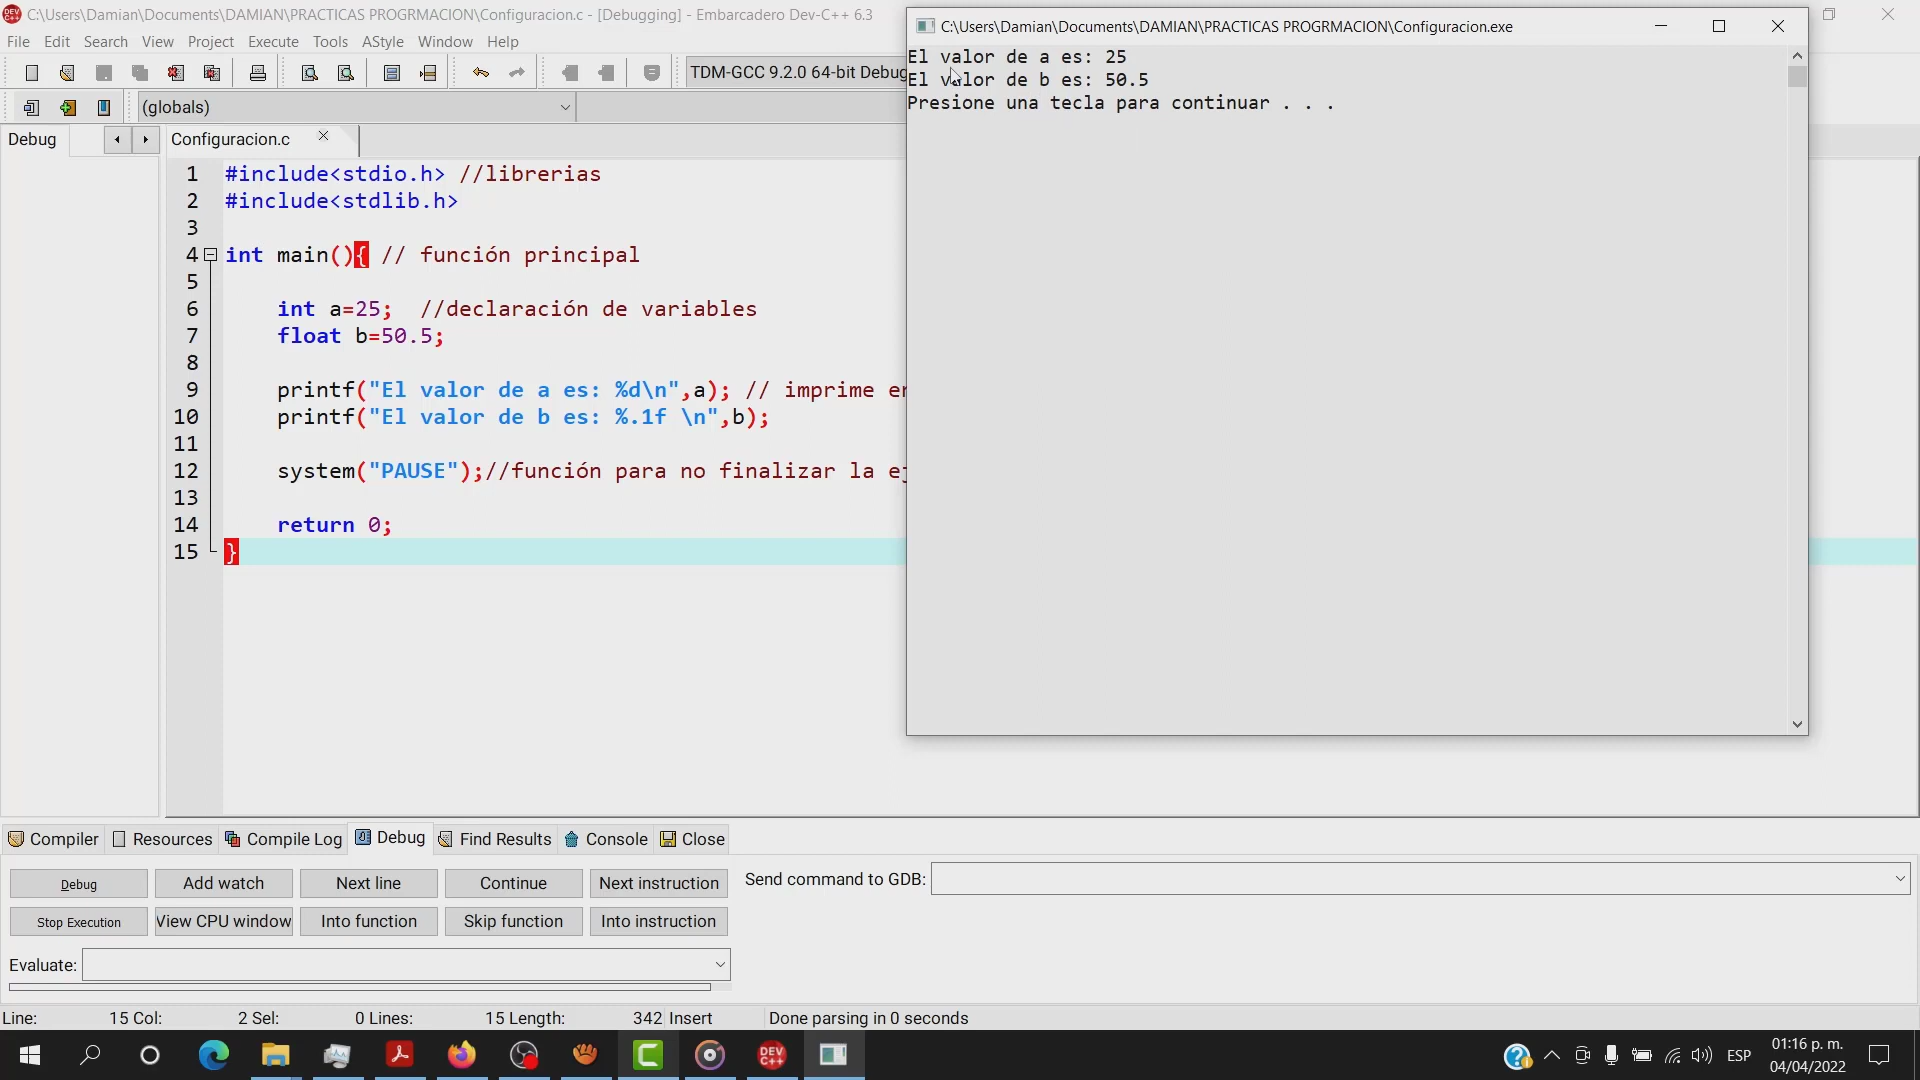 C:\Users\Damian\Documents\DAMIAN\PRACTICAS PROGRMACION\Configuracion.c - [Debugging] - Embarcadero Dev-C++ 6.3
File Edit Search View Project Execute Tools AStyle Window Help
TDM-GCC 9.2.0 64-bit Debug
(globals)
Debug
Configuracion.c
1 #include<stdio.h> //librerias
2 #include<stdlib.h>
3
4 int main(){ // función principal
5
6 int a=25; //declaración de variables
7 float b=50.5;
8
9 printf("El valor de a es: %d\n",a); // imprime en
10 printf("El valor de b es: %.1f \n",b);
11
12 system("PAUSE");//función para no finalizar la ej
13
14 return 0;
15 }
C:\Users\Damian\Documents\DAMIAN\PRACTICAS PROGRMACION\Configuracion.exe
El valor de a es: 25
El valor de b es: 50.5
Presione una tecla para continuar . . .
Compiler Resources Compile Log Debug Find Results Console Close
Debug Add watch Next line Continue Next instruction
Send command to GDB:
Stop Execution View CPU window Into function Skip function Into instruction
Evaluate:
Line: 15 Col: 2 Sel: 0 Lines: 15 Length: 342 Insert Done parsing in 0 seconds
DEV C++
ESP
01:16 p. m.
04/04/2022